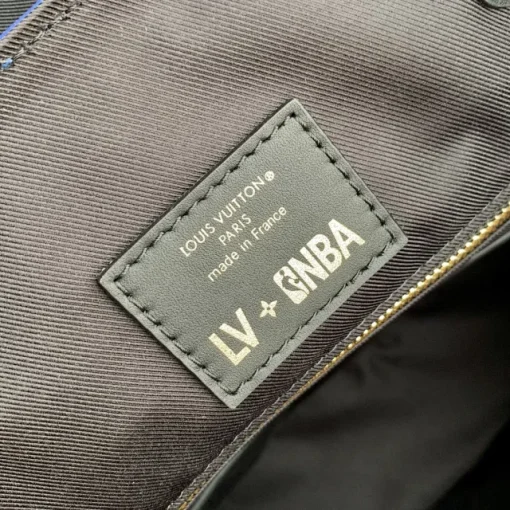 LOUIS VUITTON®
PARIS
made in France
LV + NBA